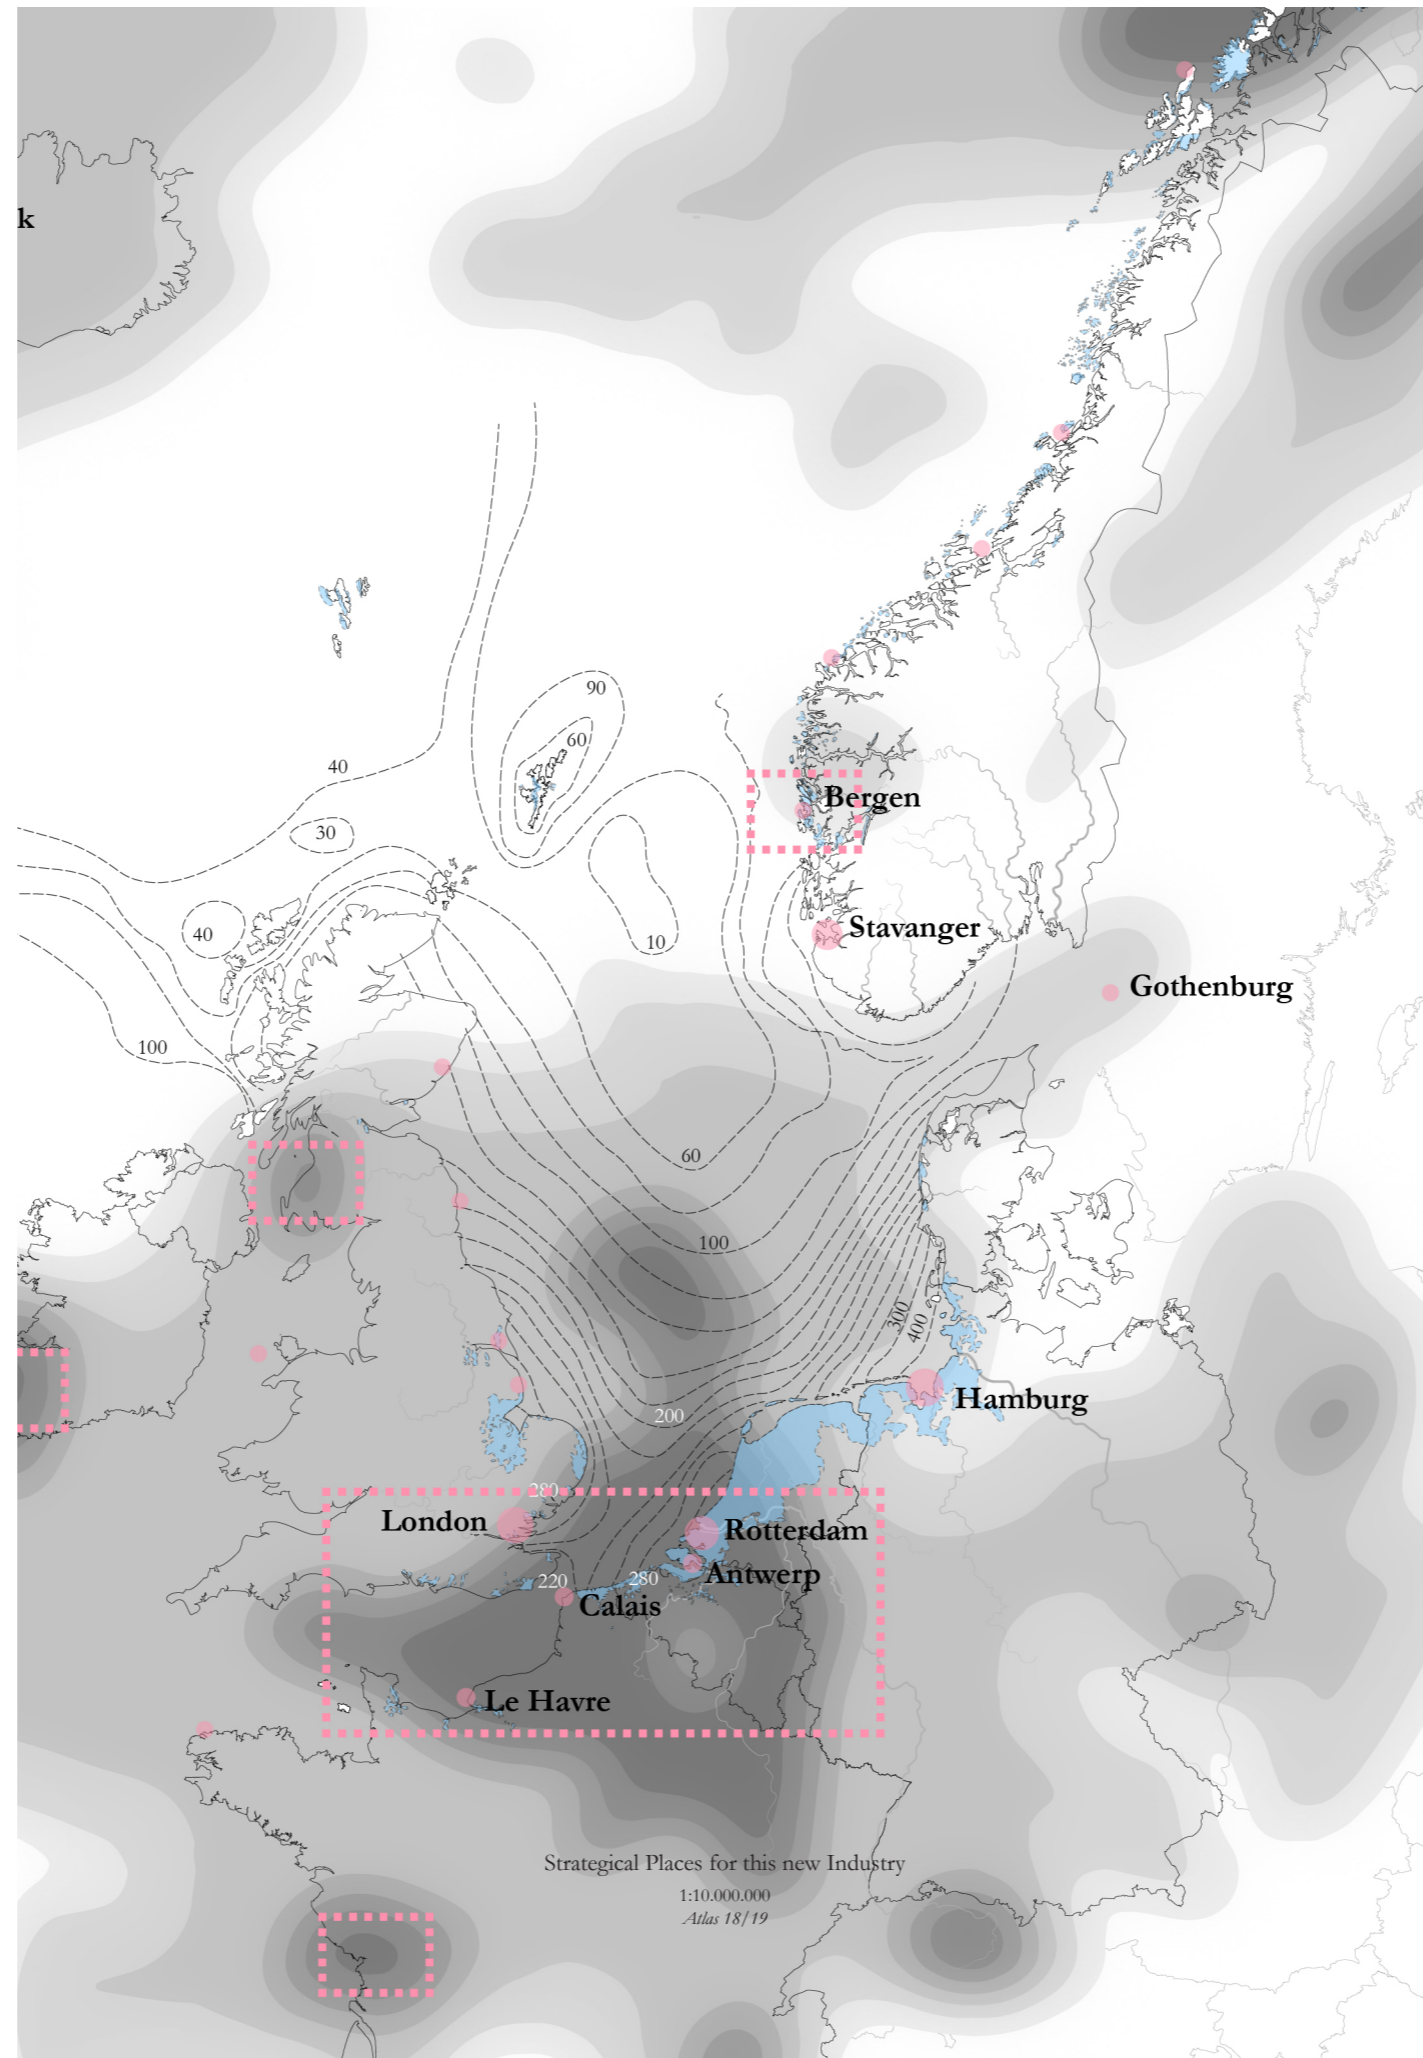 k
90
60
40
Bergen
30
Stavanger
40
10
Gothenburg
100
60
100
300
400
Hamburg
200
280
London
Rotterdam
220
280
Antwerp
Calais
Le Havre
Strategical Places for this new Industry
1:10.000.000
Atlas 18/19